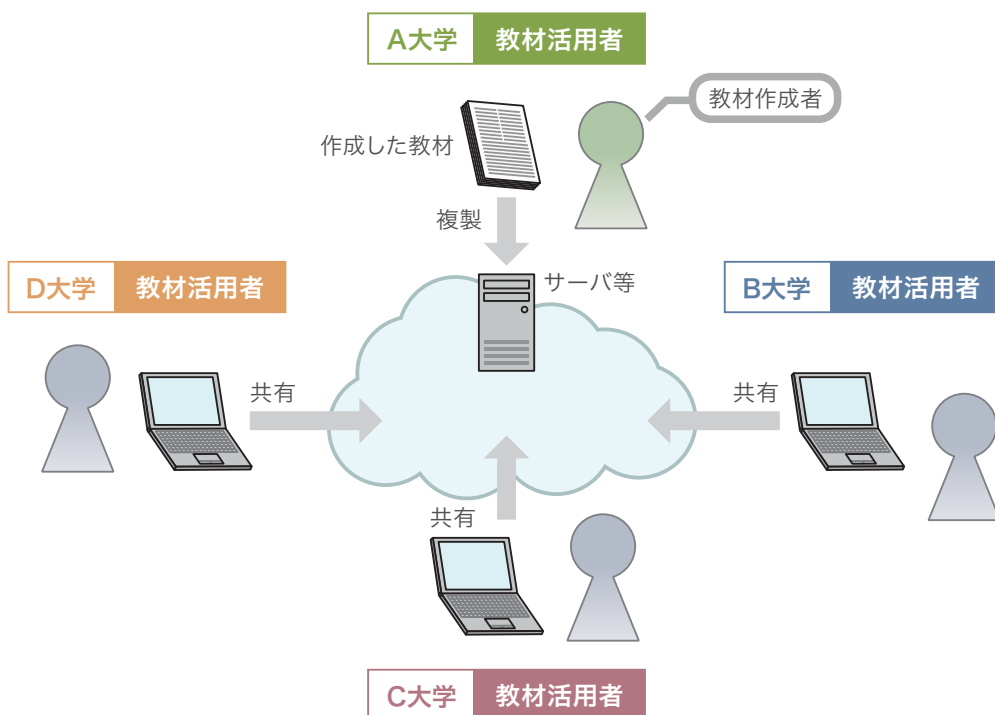 A大学 教材活用者
教材作成者
作成した教材
複製
サーバ等
D大学 教材活用者
B大学 教材活用者
共有
共有
共有
C大学 教材活用者